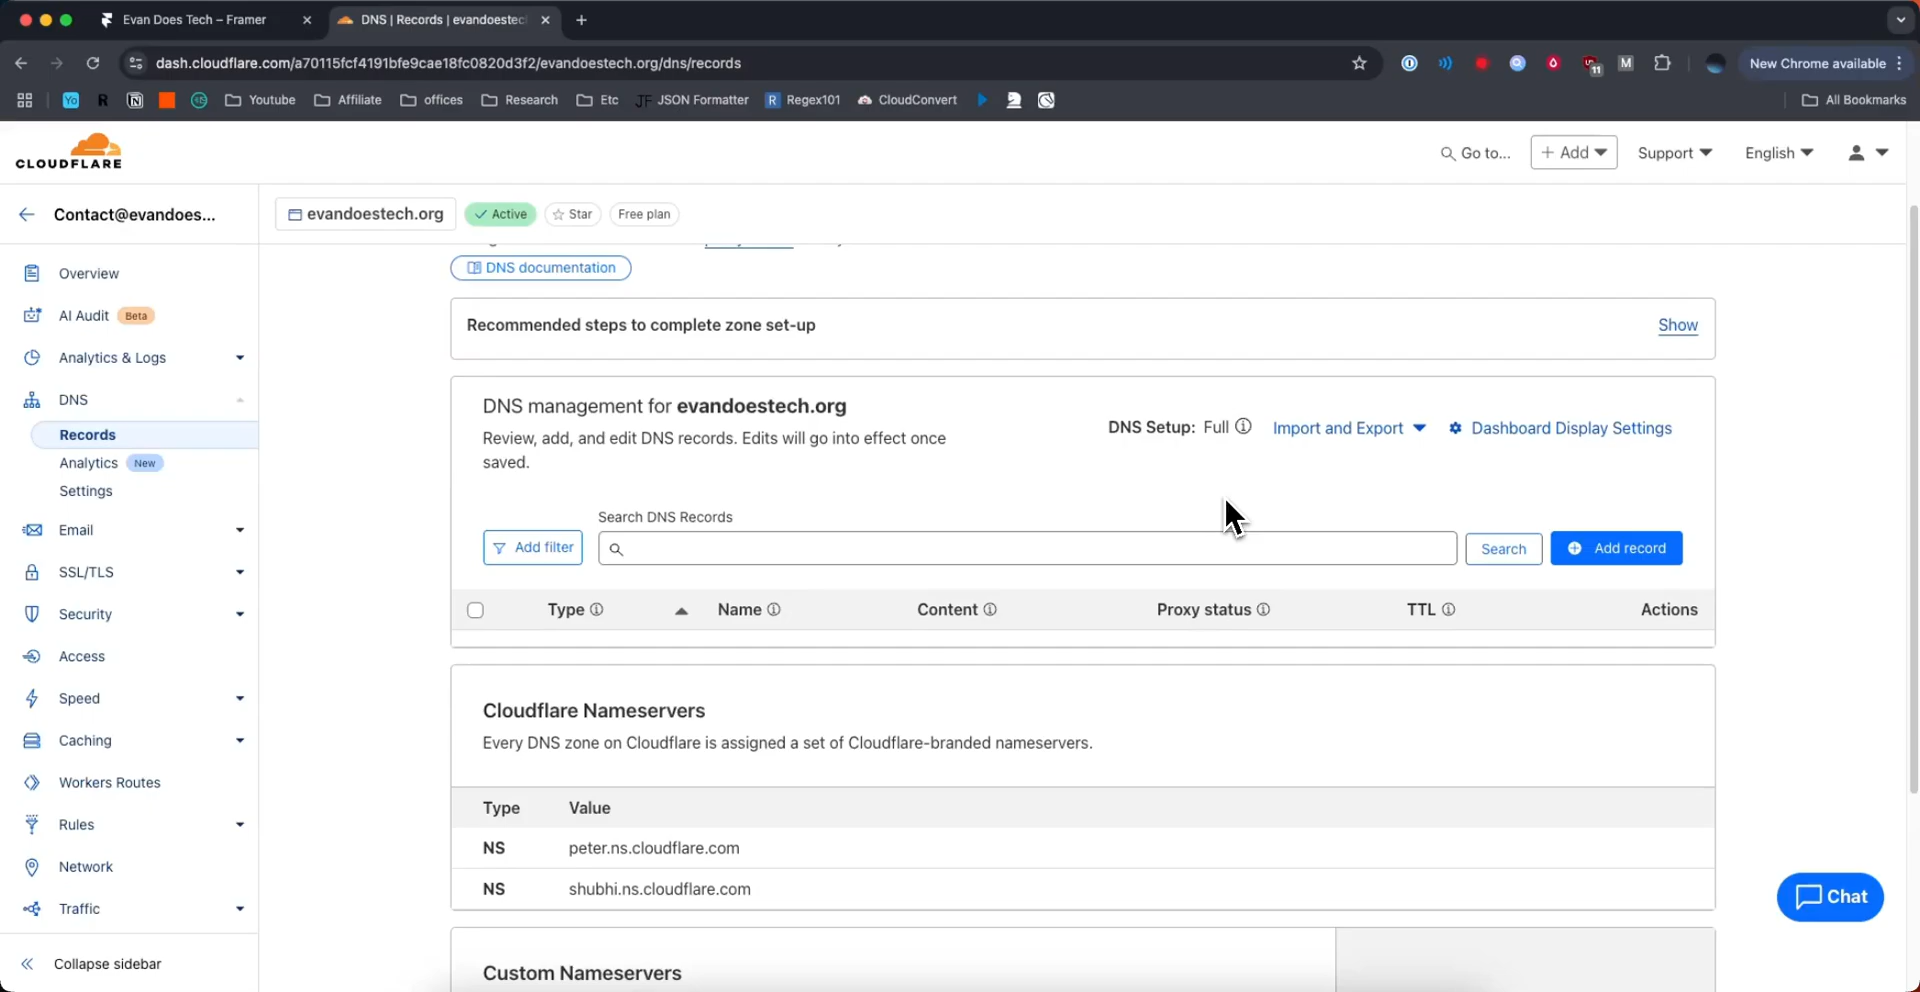 Evan Does Tech – Framer
DNS | Records | evandoestec
dash.cloudflare.com/a70115fcf4191bfe9cae18fc0820d3f2/evandoestech.org/dns/records
11
M
New Chrome available
Yo
R
Youtube
Affiliate
offices
Research
Etc
JF JSON Formatter
R Regex101
CloudConvert
All Bookmarks
CLOUDFLARE
Go to...
+ Add
Support
English
Contact@evandoes...
evandoestech.org
Active
Star
Free plan
DNS documentation
Overview
AI Audit Beta
Analytics & Logs
DNS
Records
Analytics New
Settings
Email
SSL/TLS
Security
Access
Speed
Caching
Workers Routes
Rules
Network
Traffic
Collapse sidebar
Recommended steps to complete zone set-up
Show
DNS management for evandoestech.org
Review, add, and edit DNS records. Edits will go into effect once
saved.
DNS Setup: Full
Import and Export
Dashboard Display Settings
Search DNS Records
Add filter
Search
Add record
Type
Name
Content
Proxy status
TTL
Actions
Cloudflare Nameservers
Every DNS zone on Cloudflare is assigned a set of Cloudflare-branded nameservers.
Type Value
NS peter.ns.cloudflare.com
NS shubhi.ns.cloudflare.com
Custom Nameservers
Chat